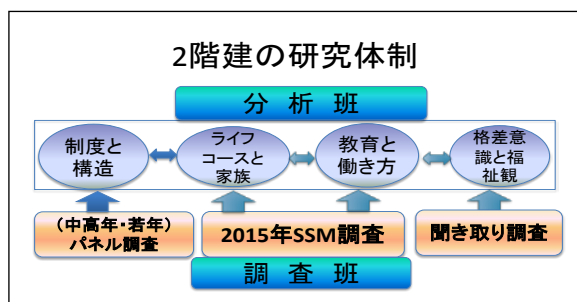 2階建の研究体制
分 析 班
制度と
構造
ライフ
コースと
家族
教育と
働き方
格差意
識と福
祉観
(中高年・若年)
パネル調査
2015年SSM調査
聞き取り調査
調 査 班